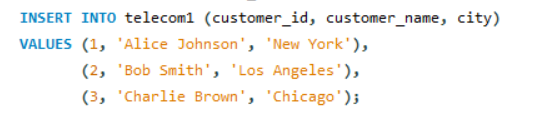 INSERT INTO telecom1 (customer_id, customer_name, city)
VALUES (1, 'Alice Johnson', 'New York'),
(2, 'Bob Smith', 'Los Angeles'),
(3, 'Charlie Brown', 'Chicago');